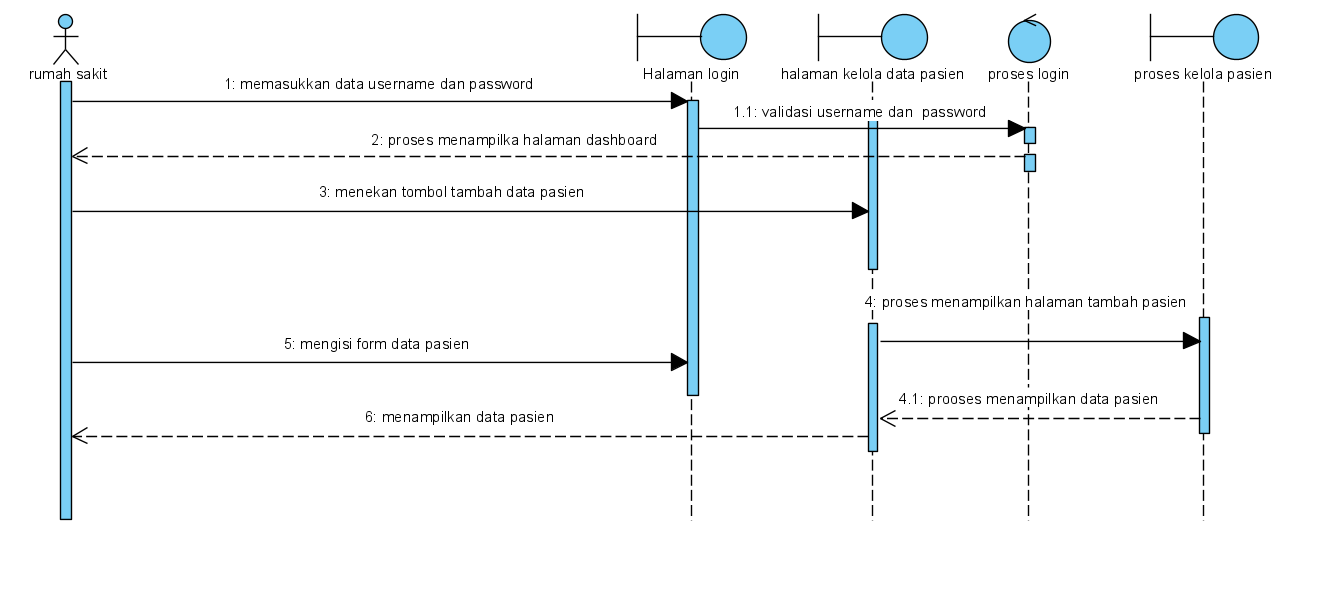 rumah sakit
Halaman login
halaman kelola data pasien
proses login
proses kelola pasien
1: memasukkan data username dan password
1.1: validasi username dan password
2: proses menampilka halaman dashboard
3: menekan tombol tambah data pasien
4: proses menampilkan halaman tambah pasien
5: mengisi form data pasien
4.1: prooses menampilkan data pasien
6: menampilkan data pasien